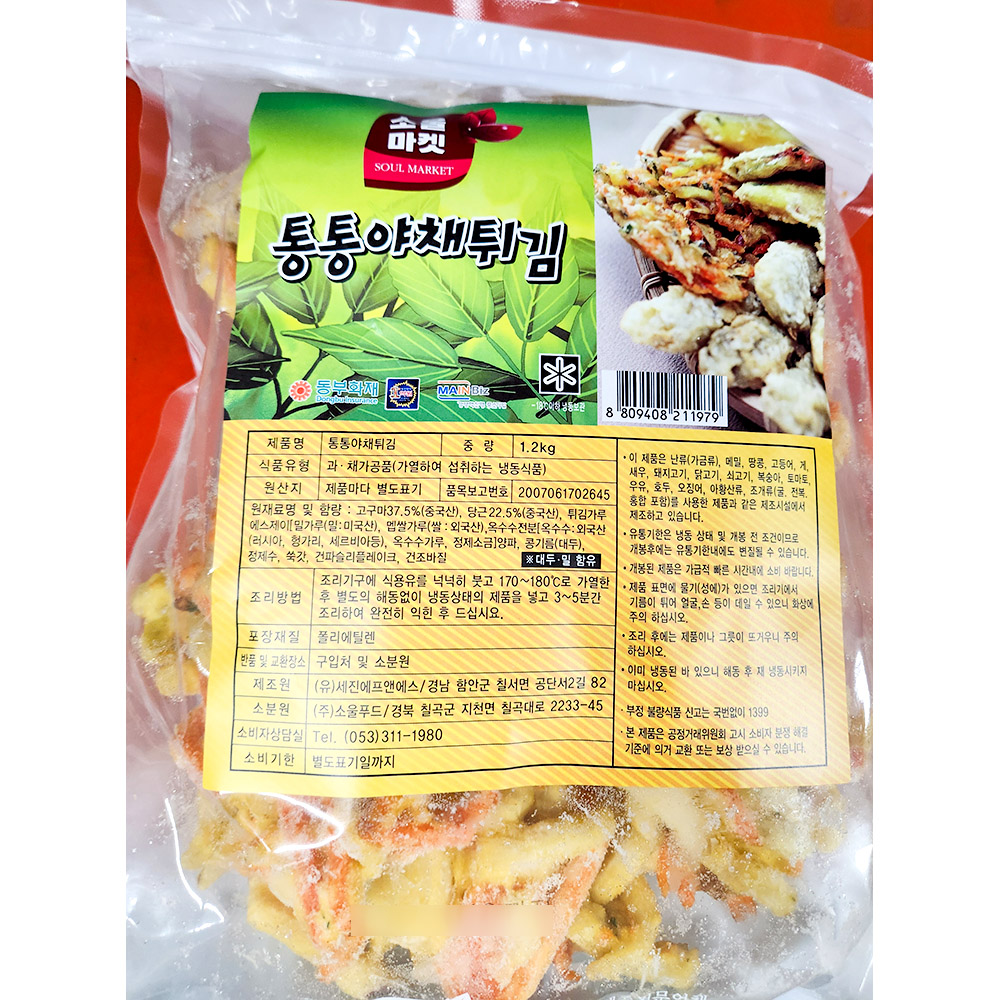 소울
마켓
SOUL MARKET
통통야채튀김
동부화재
Dongbu Insurance
MAINBiz
-18℃이하 냉동보관
8 809408 211979
제품명 통통야채튀김 중 량 1.2kg
식품유형 과·채가공품(가열하여 섭취하는 냉동식품)
원산지 제품마다 별도표기 품목보고번호 2007061702645
원재료명 및 함량 : 고구마37.5%(중국산), 당근22.5%(중국산), 튀김가루
에스제이[밀가루(밀:미국산), 멥쌀가루(쌀:외국산),옥수수전분[옥수수:외국산
(러시아, 헝가리, 세르비아등), 옥수수가루, 정제소금]양파, 콩기름(대두),
정제수, 쑥갓, 건파슬리플레이크, 건조바질
※대두·밀 함유
조리방법 조리기구에 식용유를 넉넉히 붓고 170~180℃로 가열한
후 별도의 해동없이 냉동상태의 제품을 넣고 3~5분간
조리하여 완전히 익힌 후 드십시요.
포장재질 폴리에틸렌
반품 및 교환장소 구입처 및 소분원
제조원 (유)세진에프앤에스/경남 함안군 칠서면 공단서2길 82
소분원 (주)소울푸드/경북 칠곡군 지천면 칠곡대로 2233-45
소비자상담실 Tel. (053)311-1980
소비기한 별도표기일까지
·이 제품은 난류(가금류), 메밀, 땅콩, 고등어, 게,
새우, 돼지고기, 닭고기, 쇠고기, 복숭아, 토마토,
우유, 호두, 오징어, 아황산류, 조개류(굴, 전복,
홍합 포함)를 사용한 제품과 같은 제조시설에서
제조하고 있습니다.
·유통기한은 냉동 상태 및 개봉 전 조건이므로
개봉후에는 유통기한내에도 변질될 수 있습니다.
·개봉된 제품은 가급적 빠른 시간내에 소비 바랍니다.
·제품 표면에 물기(성에)가 있으면 조리기에서
기름이 튀어 얼굴,손 등이 데일 수 있으니 화상에
주의 하십시오.
·조리 후에는 제품이나 그릇이 뜨거우니 주의
하십시오.
·이미 냉동된 바 있으니 해동 후 재 냉동시키지
마십시오.
·부정 불량식품 신고는 국번없이 1399
·본 제품은 공정거래위원회 고시 소비자 분쟁 해결
기준에 의거 교환 또는 보상 받으실 수 있습니다.